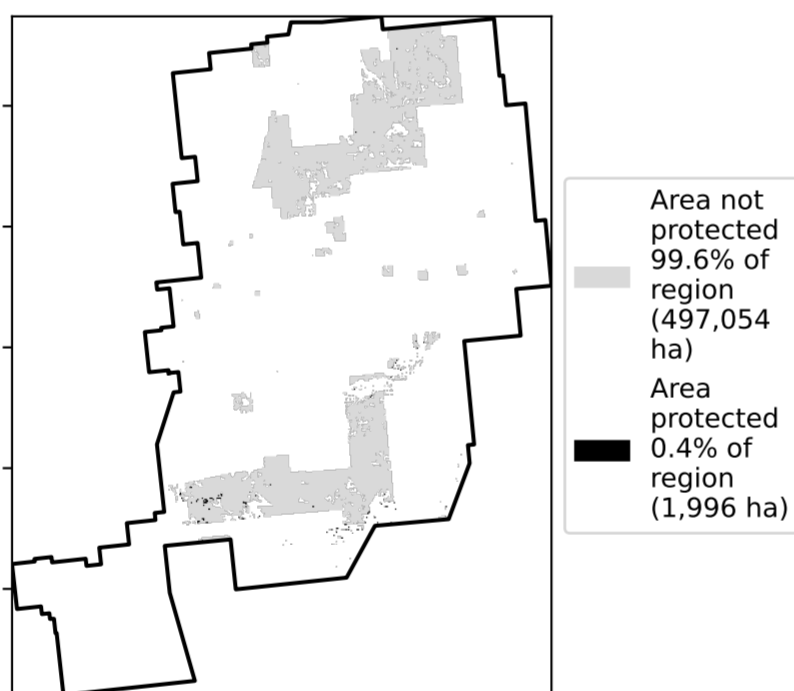 Area not
protected
99.6% of
region
(497,054
ha)
Area
protected
0.4% of
region
(1,996 ha)